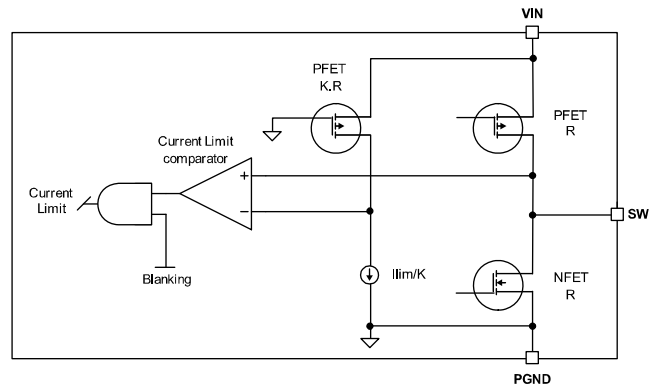 VIN
PFET
K.R
PFET
R
Current Limit
comparator
+
−
Current
Limit
Blanking
SW
Ilim/K
NFET
R
PGND